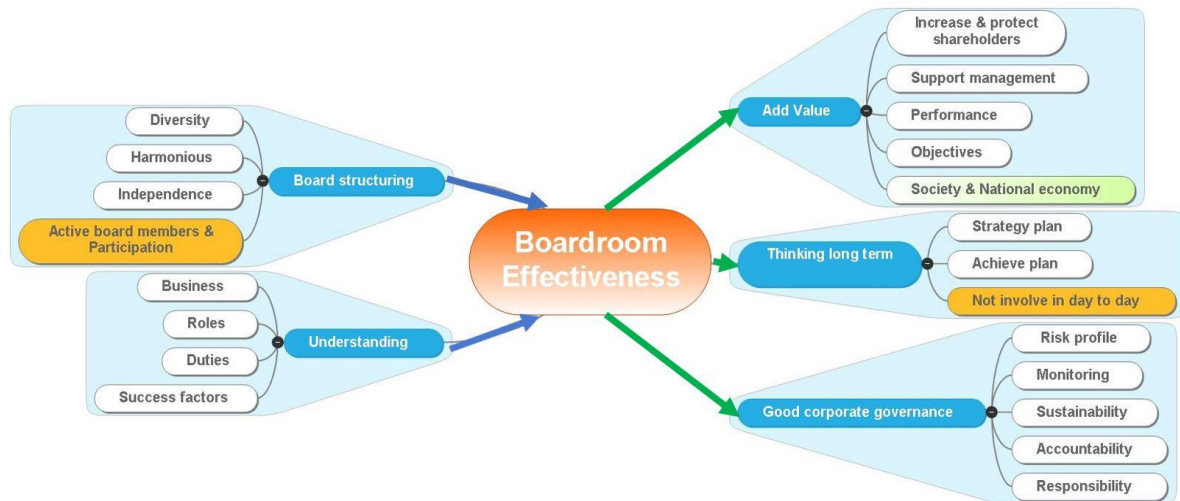 Diversity
Harmonious
Independence
Active board members &
Participation
Board structuring
Business
Roles
Duties
Success factors
Understanding
Boardroom
Effectiveness
Add Value
Increase & protect
shareholders
Support management
Performance
Objectives
Society & National economy
Thinking long term
Strategy plan
Achieve plan
Not involve in day to day
Good corporate governance
Risk profile
Monitoring
Sustainability
Accountability
Responsibility